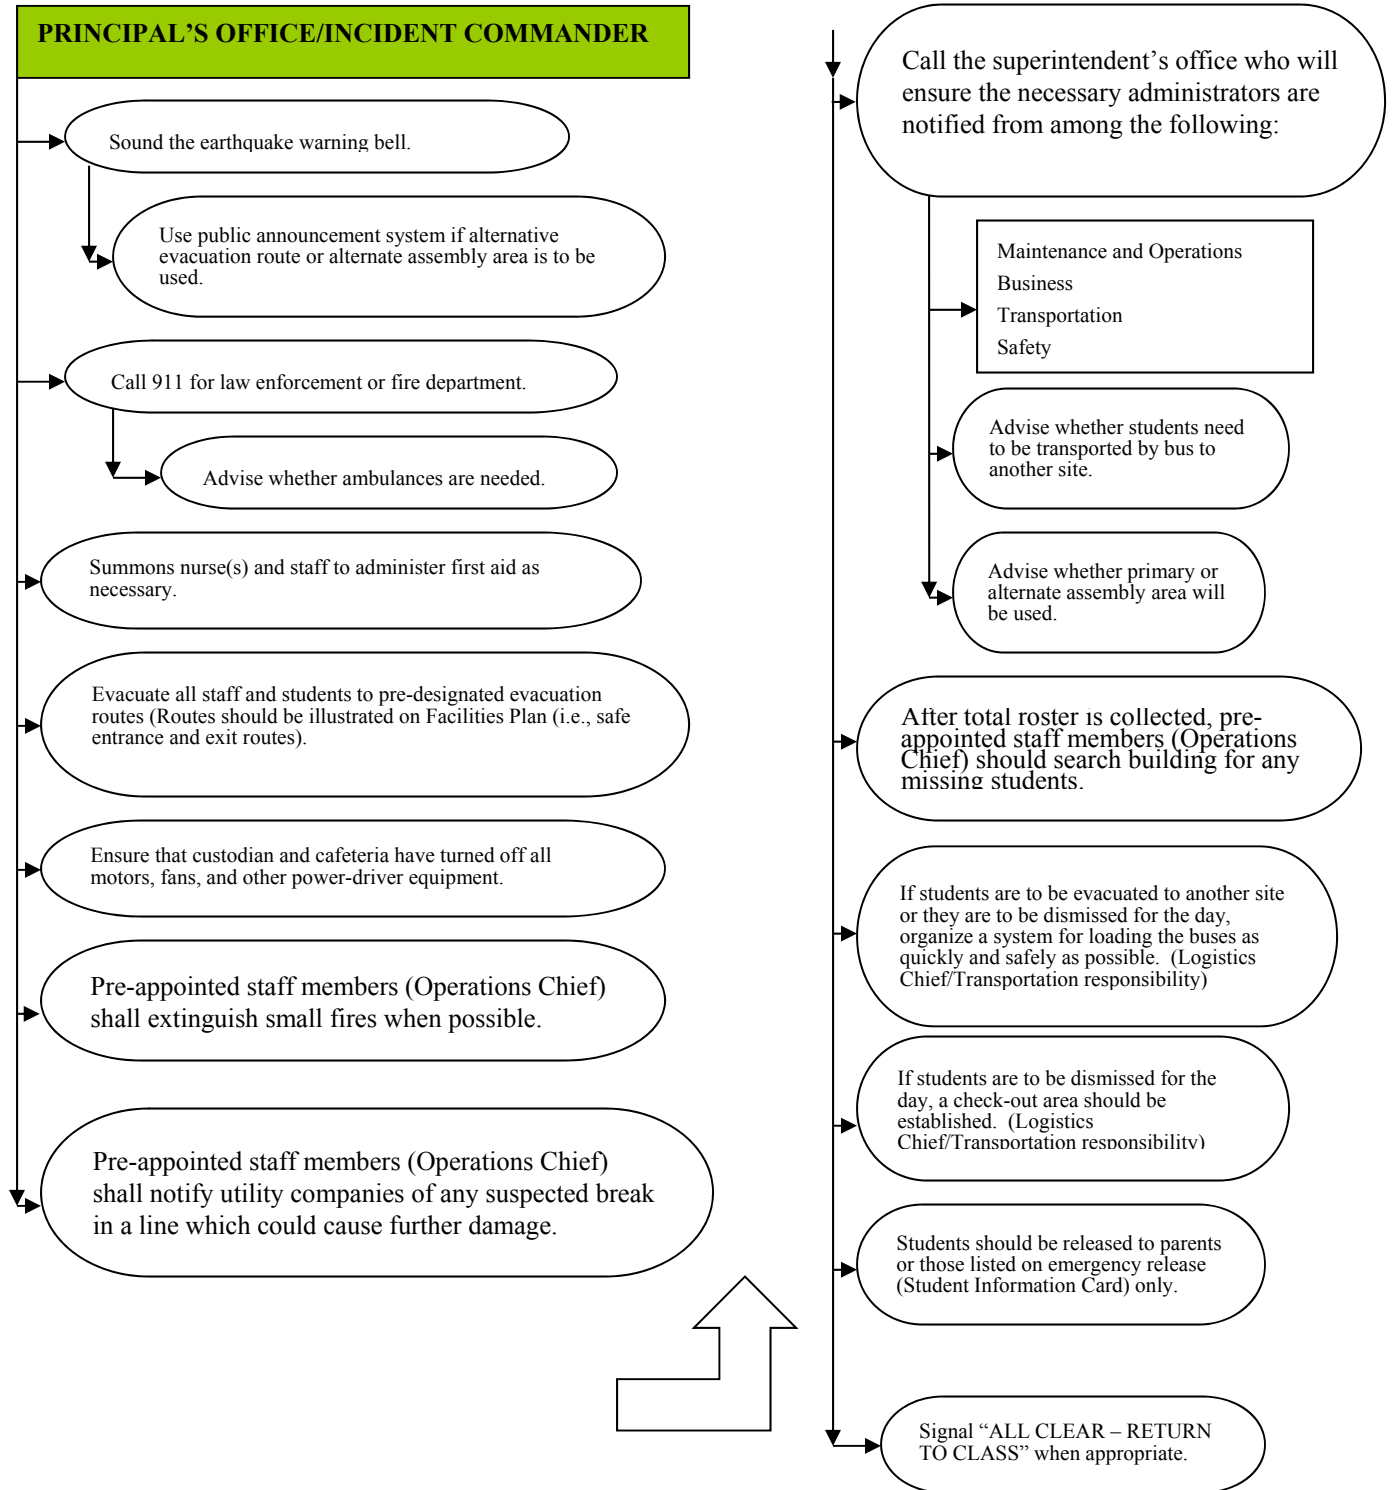 PRINCIPAL’S OFFICE/INCIDENT COMMANDER
Sound the earthquake warning bell.
Use public announcement system if alternative
evacuation route or alternate assembly area is to be
used.
Call 911 for law enforcement or fire department.
Advise whether ambulances are needed.
Summons nurse(s) and staff to administer first aid as
necessary.
Evacuate all staff and students to pre-designated evacuation
routes (Routes should be illustrated on Facilities Plan (i.e., safe
entrance and exit routes).
Ensure that custodian and cafeteria have turned off all
motors, fans, and other power-driver equipment.
Pre-appointed staff members (Operations Chief)
shall extinguish small fires when possible.
Pre-appointed staff members (Operations Chief)
shall notify utility companies of any suspected break
in a line which could cause further damage.
Call the superintendent’s office who will
ensure the necessary administrators are
notified from among the following:
Maintenance and Operations
Business
Transportation
Safety
Advise whether students need
to be transported by bus to
another site.
Advise whether primary or
alternate assembly area will
be used.
After total roster is collected, pre-
appointed staff members (Operations
Chief) should search building for any
missing students.
If students are to be evacuated to another site
or they are to be dismissed for the day,
organize a system for loading the buses as
quickly and safely as possible.  (Logistics
Chief/Transportation responsibility)
If students are to be dismissed for the
day, a check-out area should be
established.  (Logistics
Chief/Transportation responsibility)
Students should be released to parents
or those listed on emergency release
(Student Information Card) only.
Signal “ALL CLEAR – RETURN
TO CLASS” when appropriate.